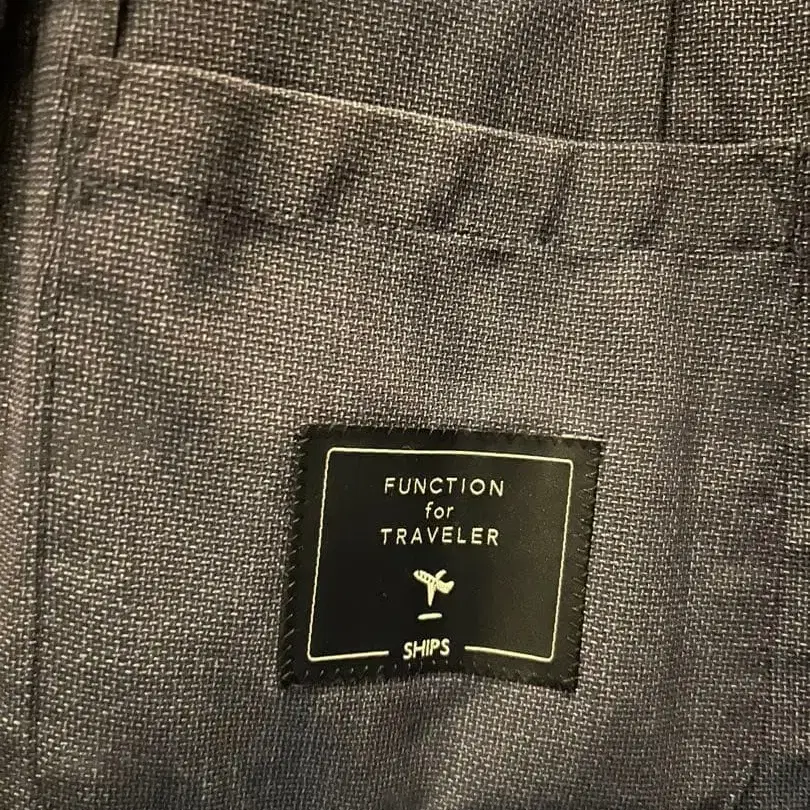 FUNCTION
for
TRAVELER
SHIPS